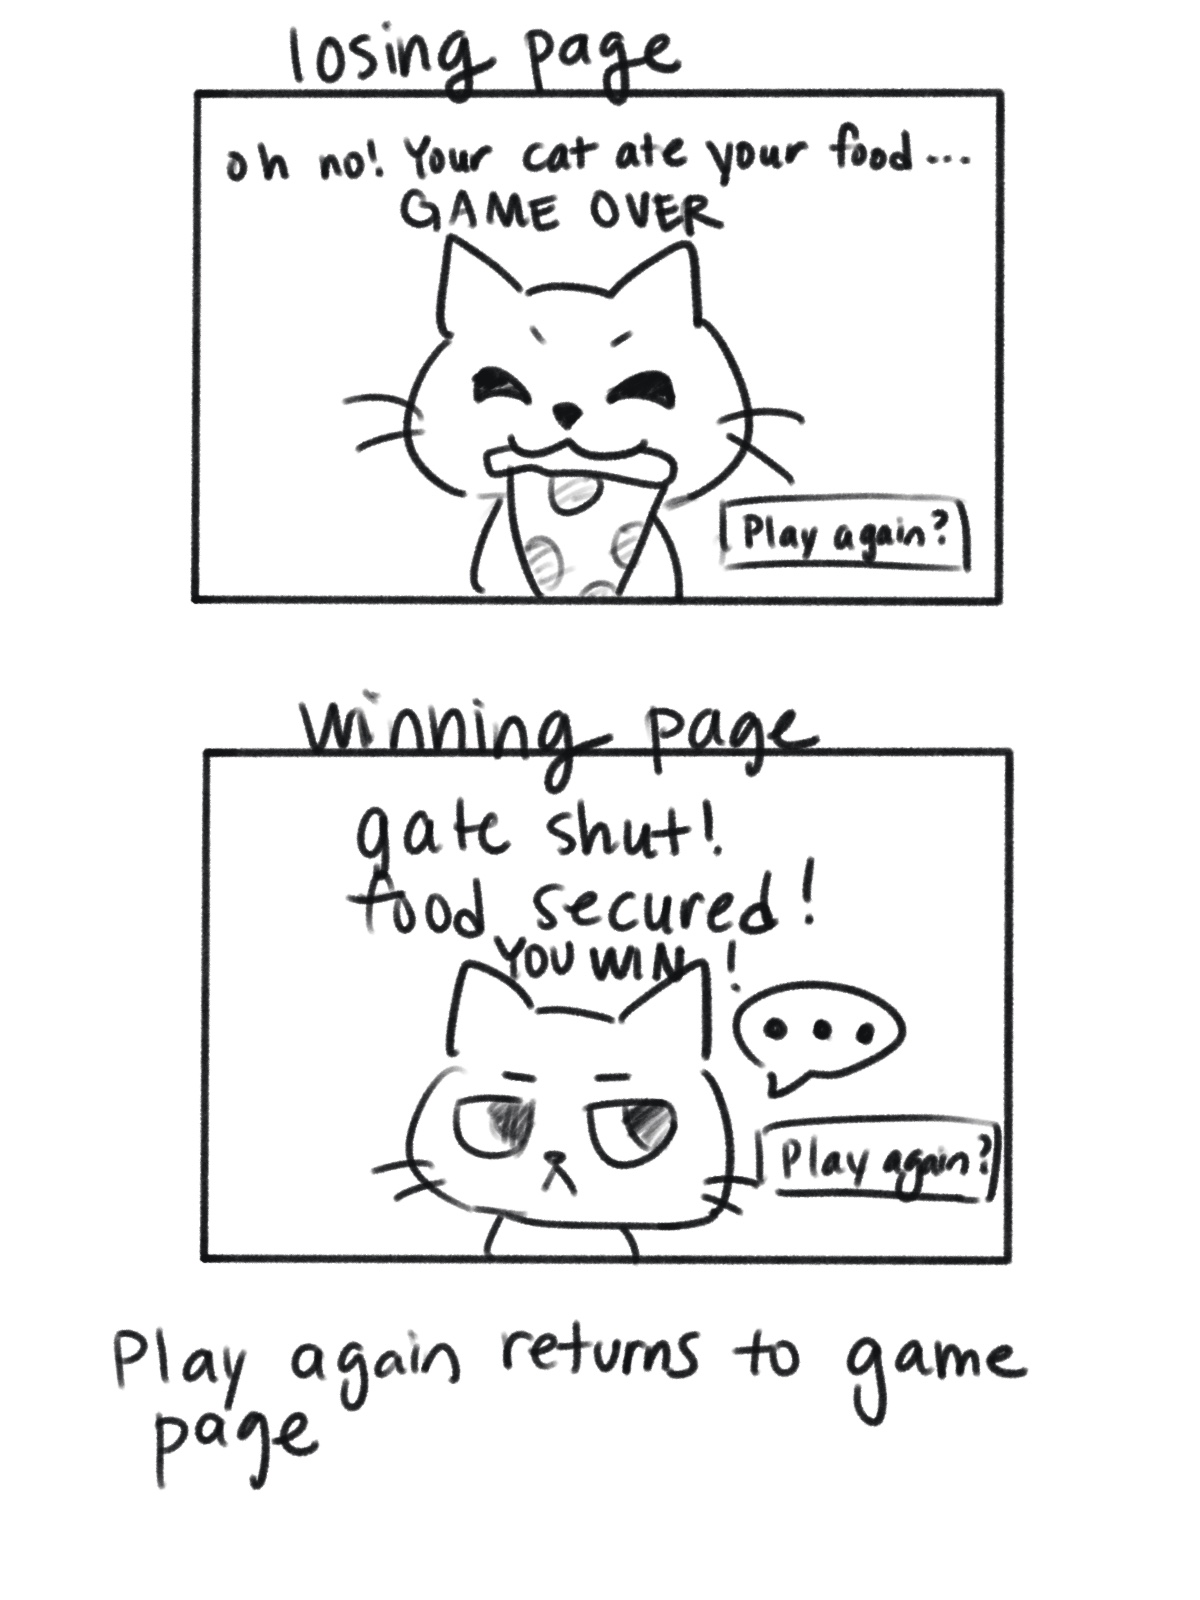 losing page
oh no! Your cat ate your food...
GAME OVER
Play again?
winning page
gate shut!
food secured!
YOU WIN!
...
Play again?
Play again returns to game
page